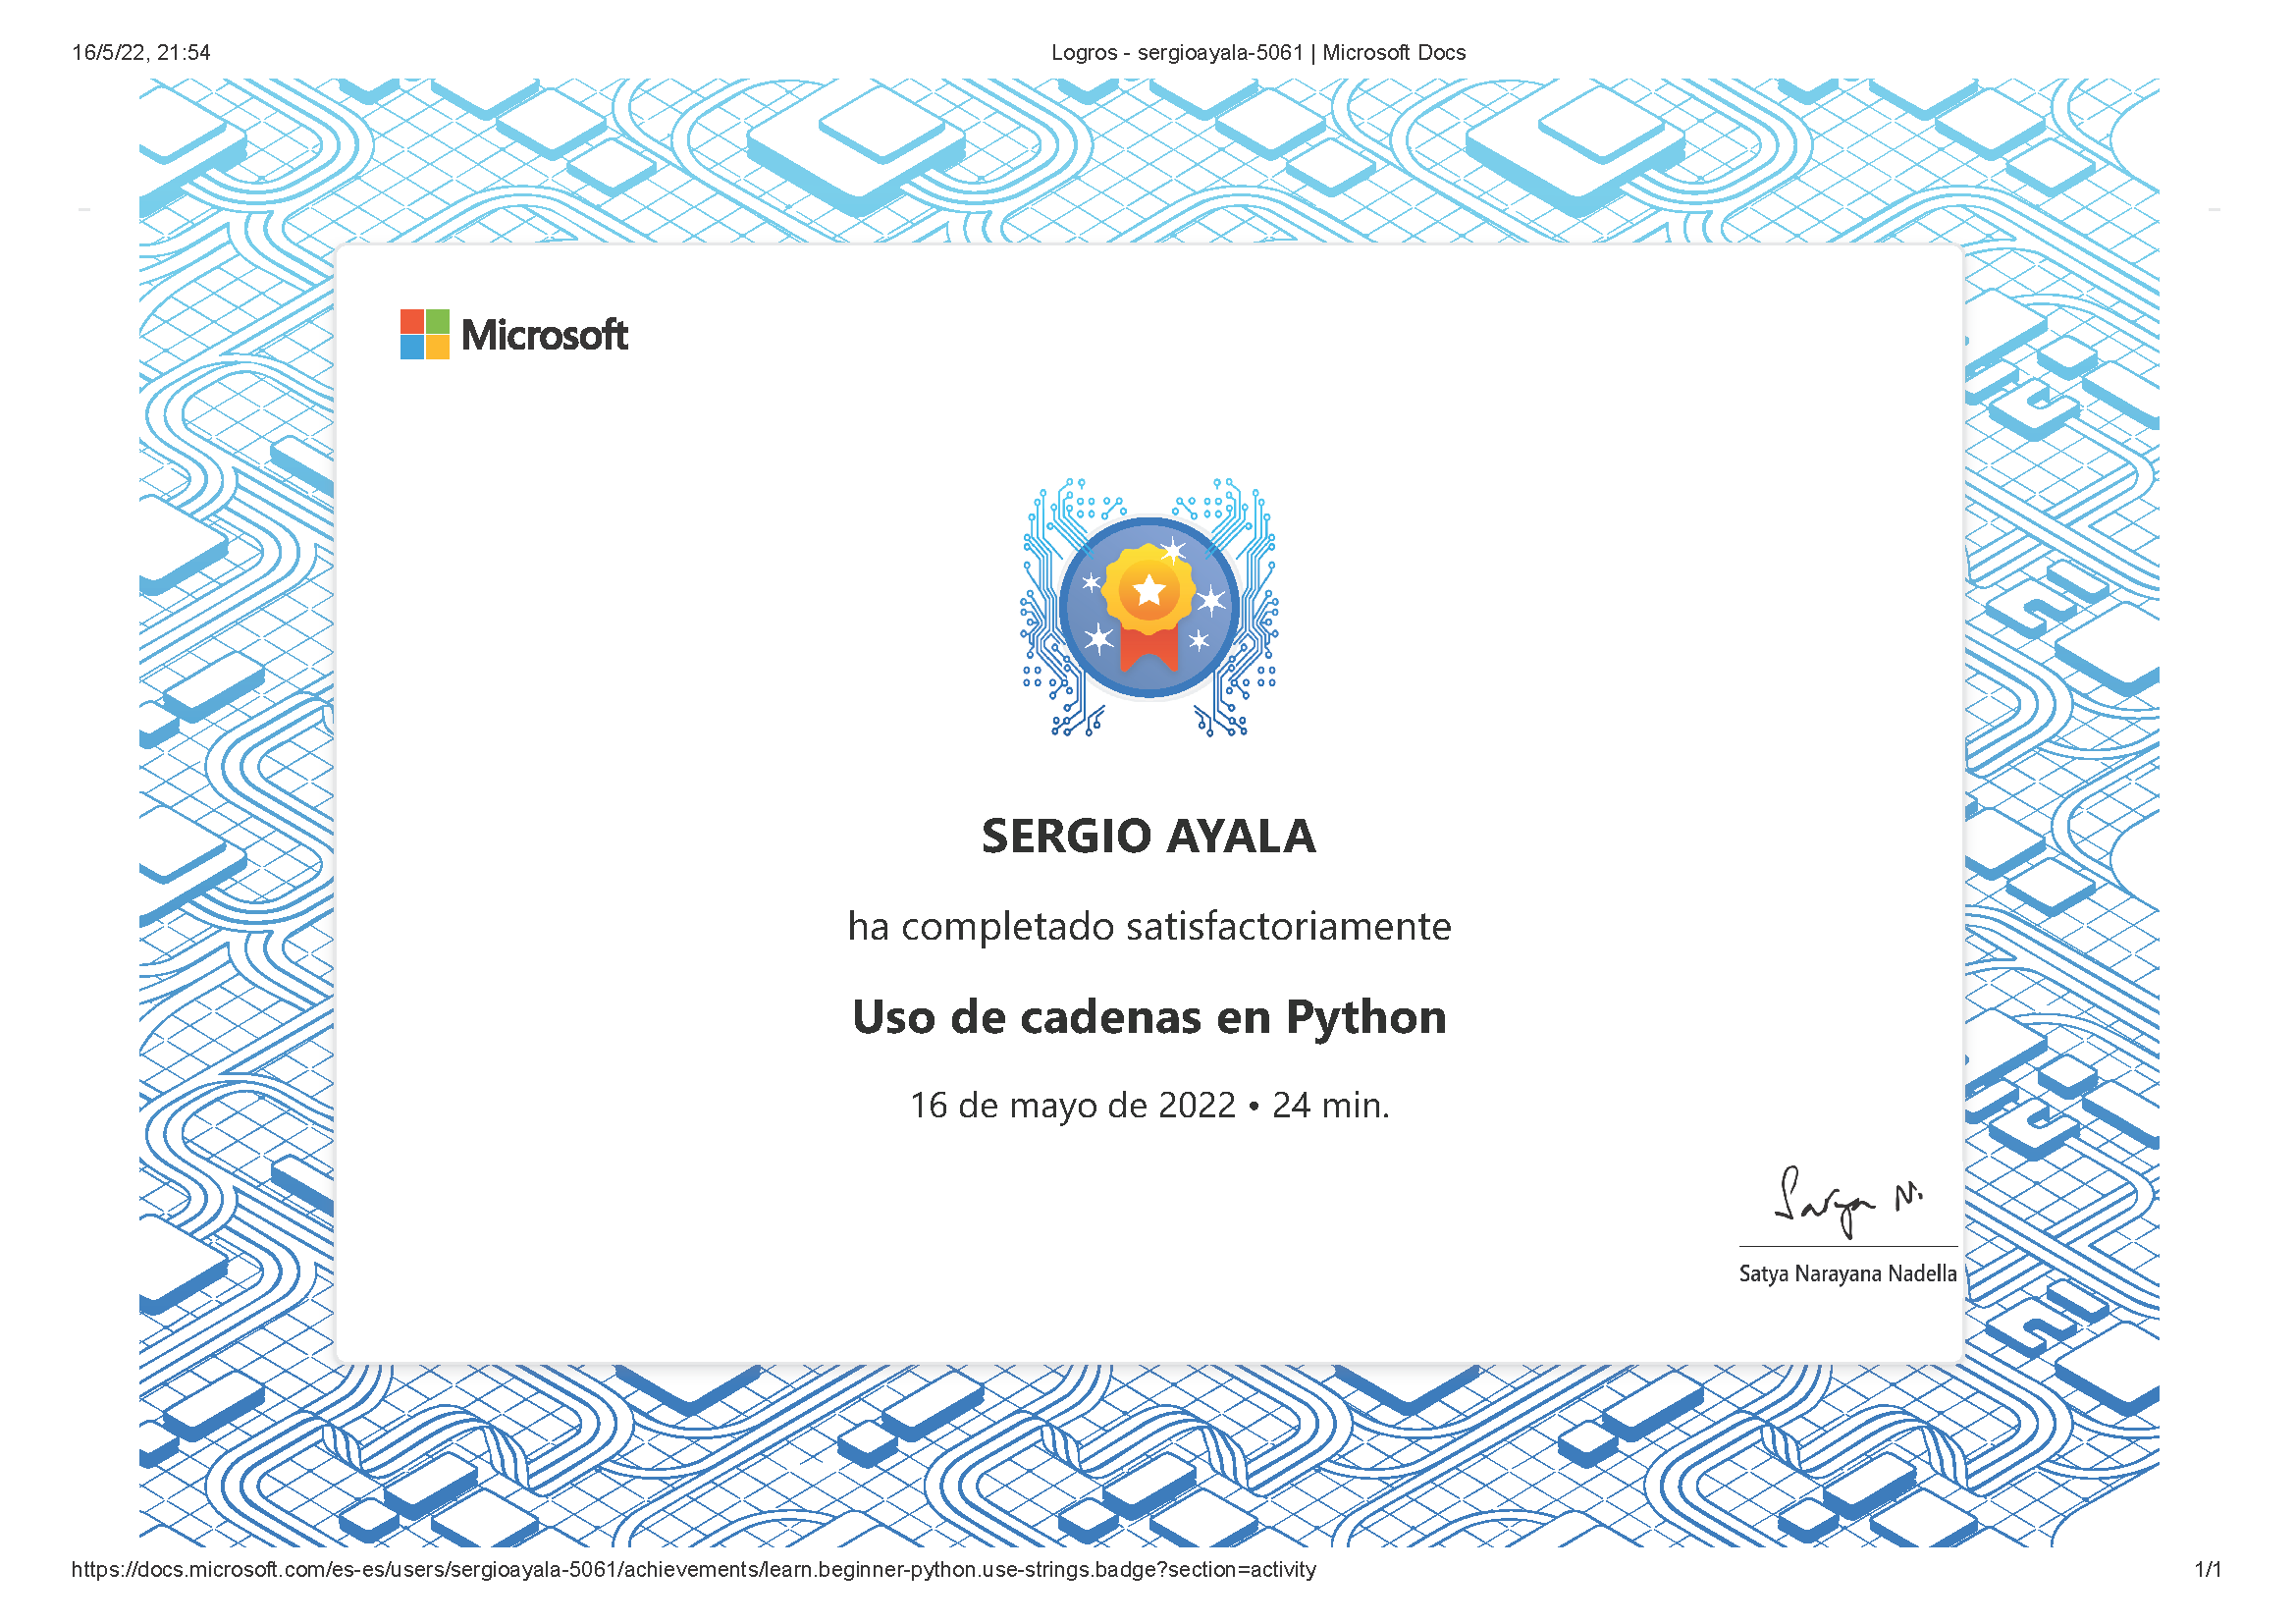 16/5/22, 21:54
Logros - sergioayala-5061 | Microsoft Docs
Microsoft
SERGIO AYALA
ha completado satisfactoriamente
Uso de cadenas en Python
16 de mayo de 2022 • 24 min.
Satya N.
Satya Narayana Nadella
https://docs.microsoft.com/es-es/users/sergioayala-5061/achievements/learn.beginner-python.use-strings.badge?section=activity
1/1